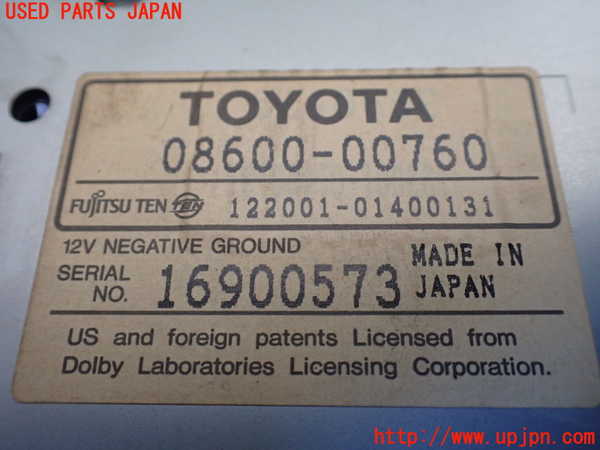 USED PARTS JAPAN
TOYOTA
08600-00760
FUJITSU TEN TEN 122001-01400131
12V NEGATIVE GROUND
SERIAL NO. 16900573 MADE IN JAPAN
US and foreign patents Licensed from
Dolby Laboratories Licensing Corporation.
http://www.upjpn.com/